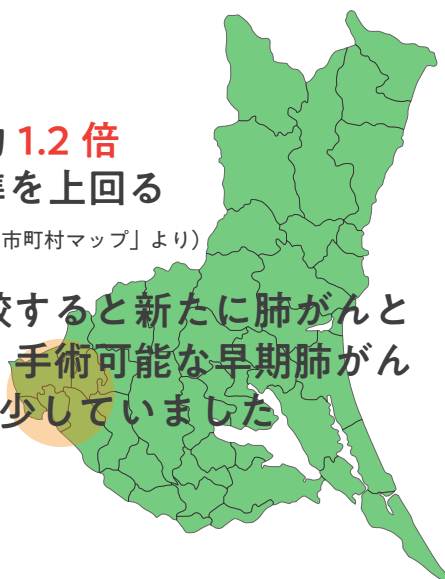 1.2 倍
を上回る
市町村マップ」より)
較すると新たに肺がんと
手術可能な早期肺がん
少していました